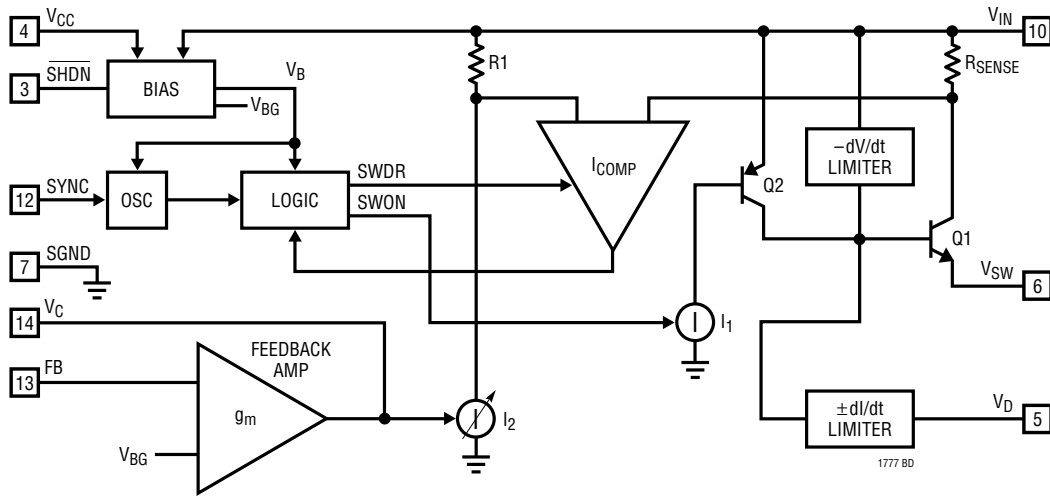 4 VCC
VIN 10
R1
RSENSE
3 SHDN
BIAS
VB
VBG
ICOMP
−dV/dt
LIMITER
12 SYNC
OSC
LOGIC
SWDR
SWON
Q2
Q1
7 SGND
VSW 6
14 VC
I1
13 FB
FEEDBACK
AMP
gm
I2
VBG
±dI/dt
LIMITER
VD 5
1777 BD